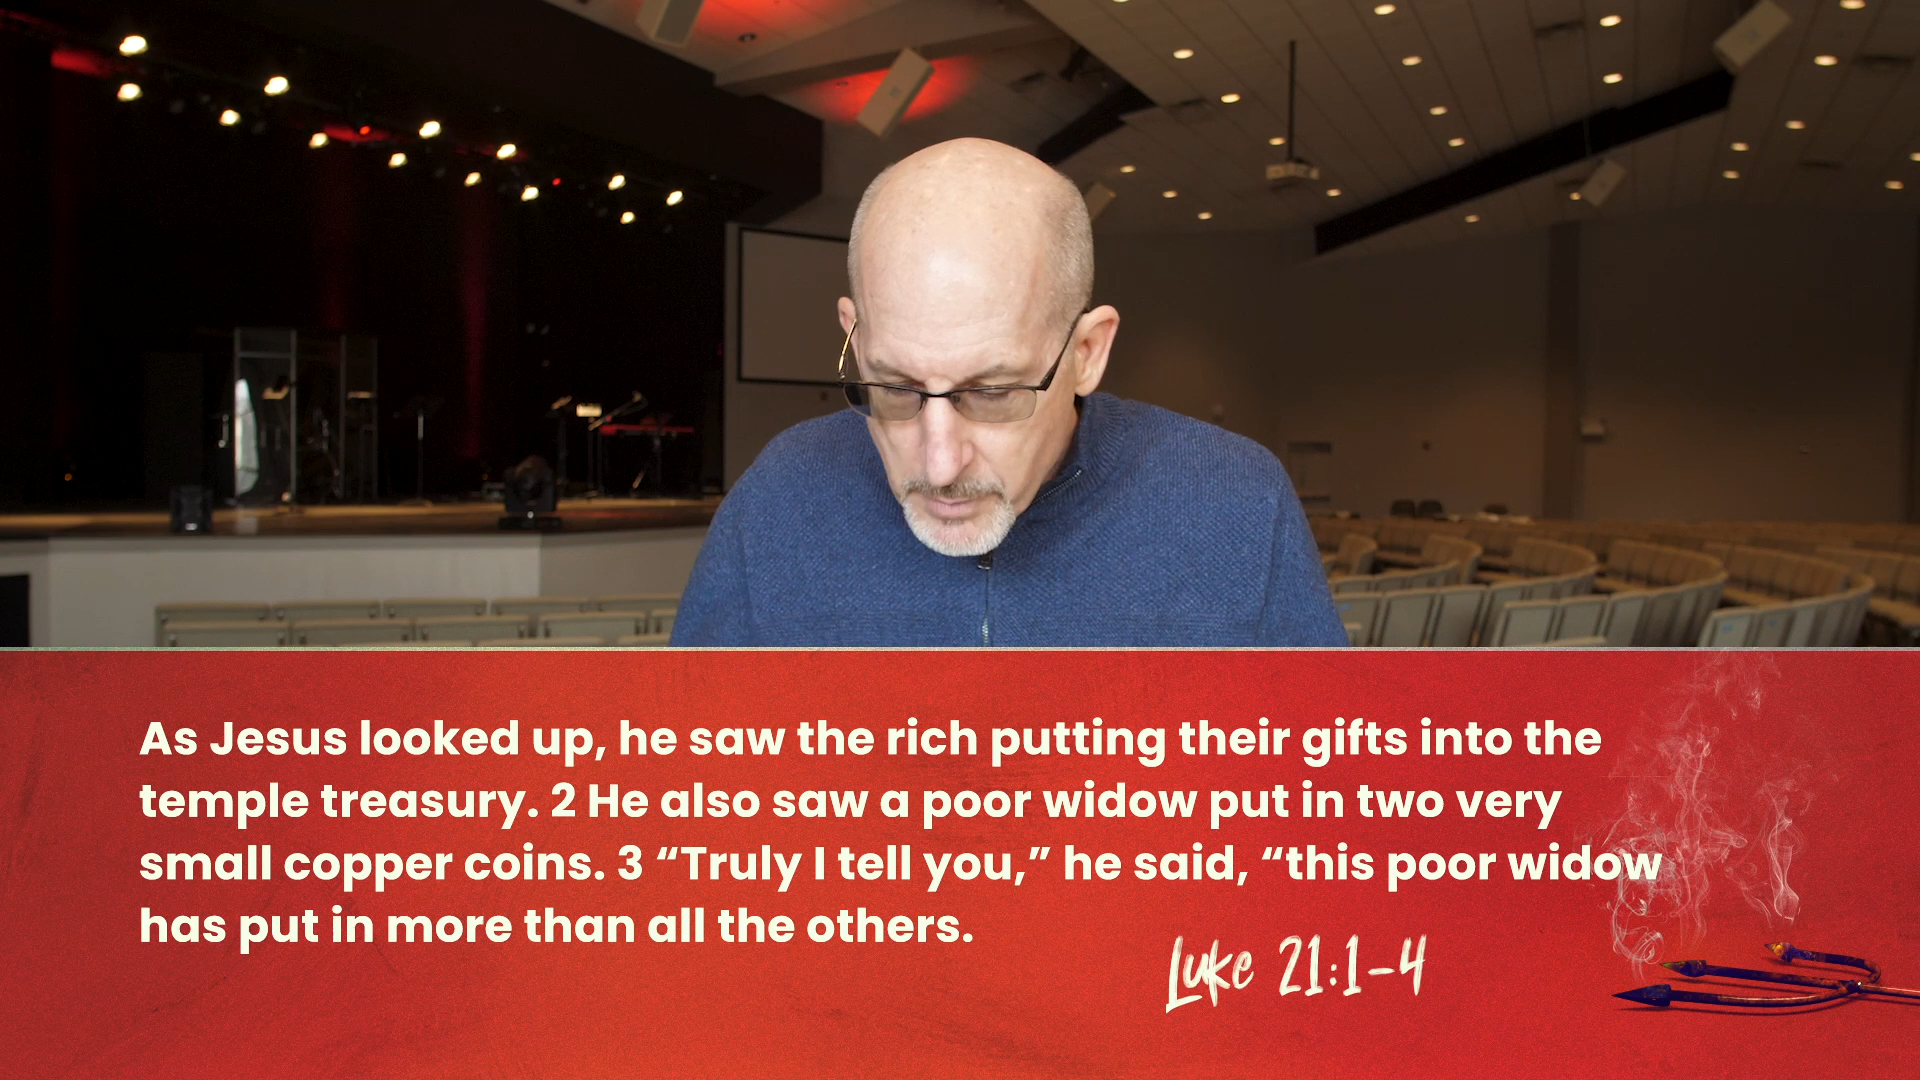 As Jesus looked up, he saw the rich putting their gifts into the
temple treasury. 2 He also saw a poor widow put in two very
small copper coins. 3 “Truly I tell you,” he said, “this poor widow
has put in more than all the others.
Luke 21:1-4